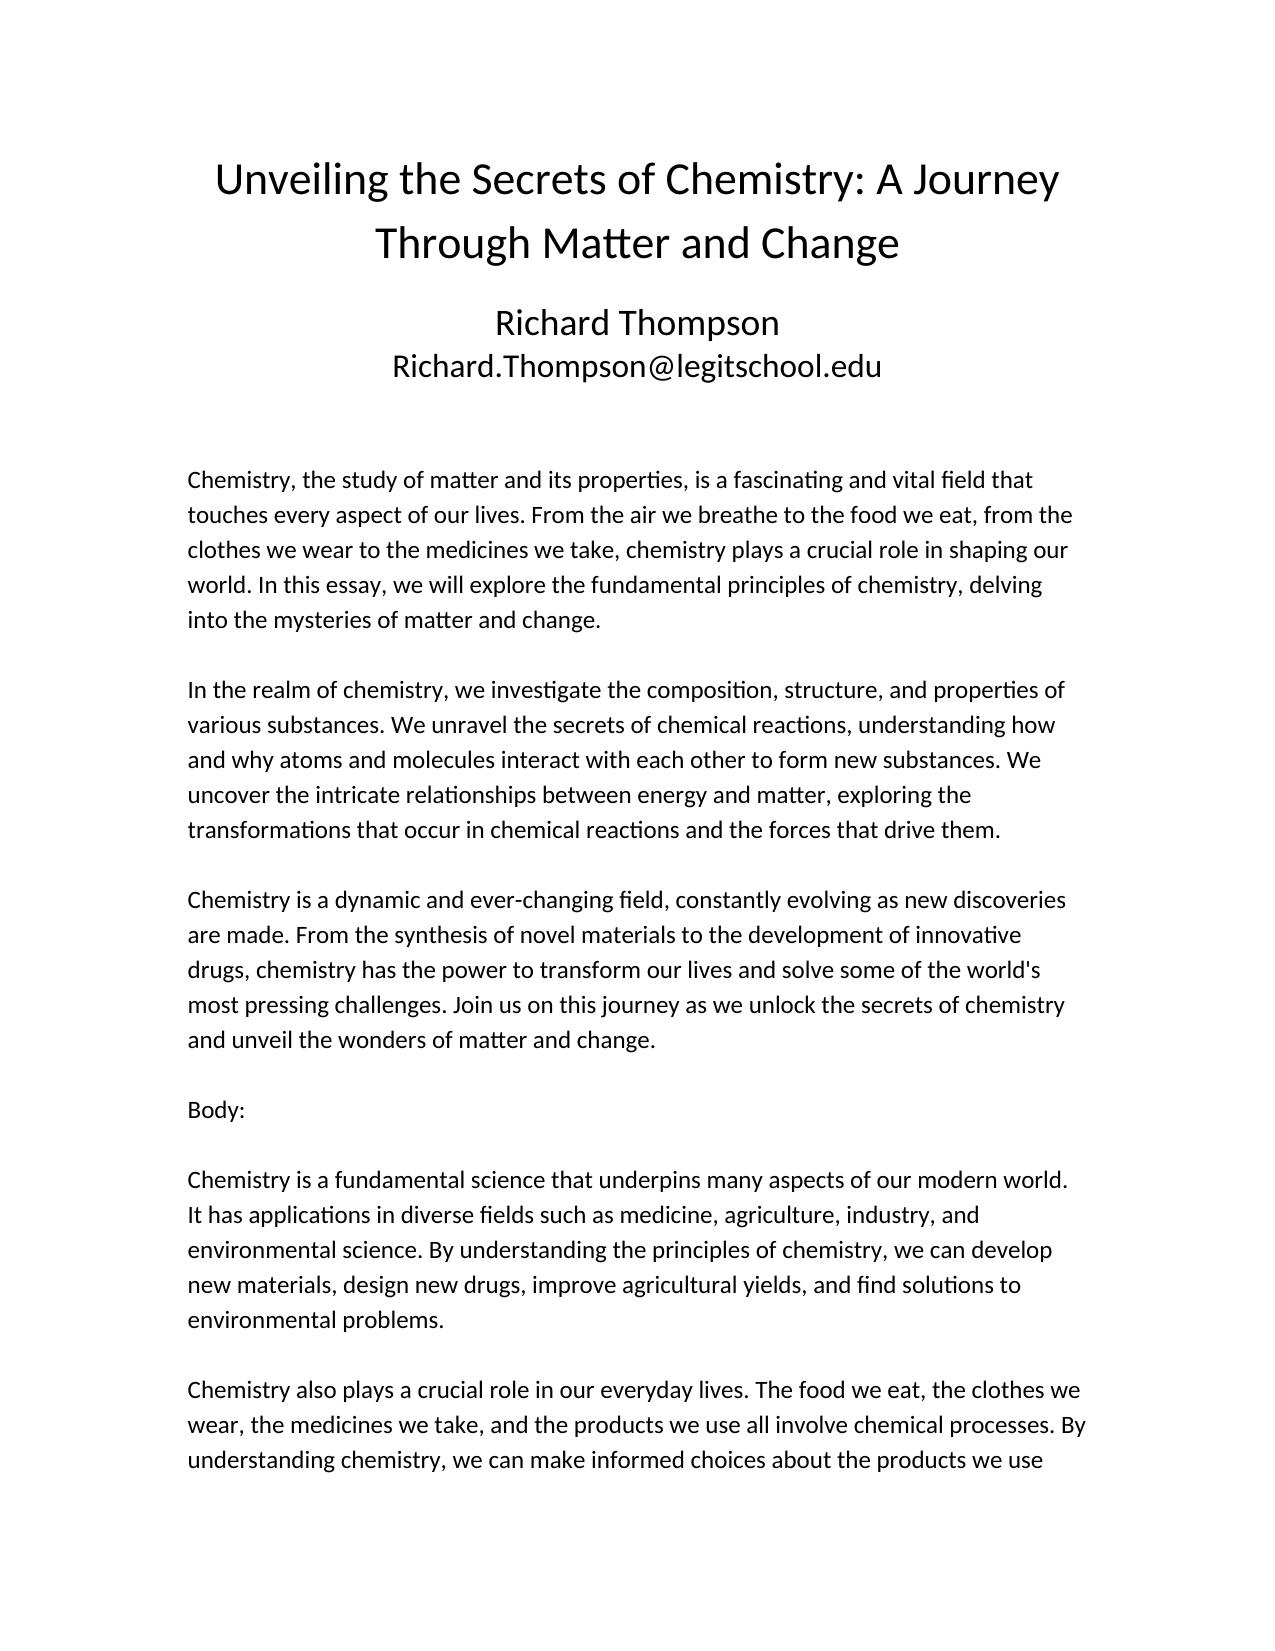 Unveiling the Secrets of Chemistry: A Journey
Through Matter and Change
Richard Thompson
Richard.Thompson@legitschool.edu
Chemistry, the study of matter and its properties, is a fascinating and vital field that
touches every aspect of our lives. From the air we breathe to the food we eat, from the
clothes we wear to the medicines we take, chemistry plays a crucial role in shaping our
world. In this essay, we will explore the fundamental principles of chemistry, delving
into the mysteries of matter and change.
In the realm of chemistry, we investigate the composition, structure, and properties of
various substances. We unravel the secrets of chemical reactions, understanding how
and why atoms and molecules interact with each other to form new substances. We
uncover the intricate relationships between energy and matter, exploring the
transformations that occur in chemical reactions and the forces that drive them.
Chemistry is a dynamic and ever-changing field, constantly evolving as new discoveries
are made. From the synthesis of novel materials to the development of innovative
drugs, chemistry has the power to transform our lives and solve some of the world's
most pressing challenges. Join us on this journey as we unlock the secrets of chemistry
and unveil the wonders of matter and change.
Body:
Chemistry is a fundamental science that underpins many aspects of our modern world.
It has applications in diverse fields such as medicine, agriculture, industry, and
environmental science. By understanding the principles of chemistry, we can develop
new materials, design new drugs, improve agricultural yields, and find solutions to
environmental problems.
Chemistry also plays a crucial role in our everyday lives. The food we eat, the clothes we
wear, the medicines we take, and the products we use all involve chemical processes. By
understanding chemistry, we can make informed choices about the products we use